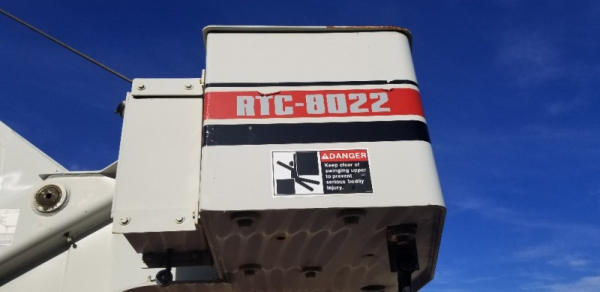 RTC-8022
DANGER
Keep clear of
swinging upper
to prevent
serious bodily
injury.